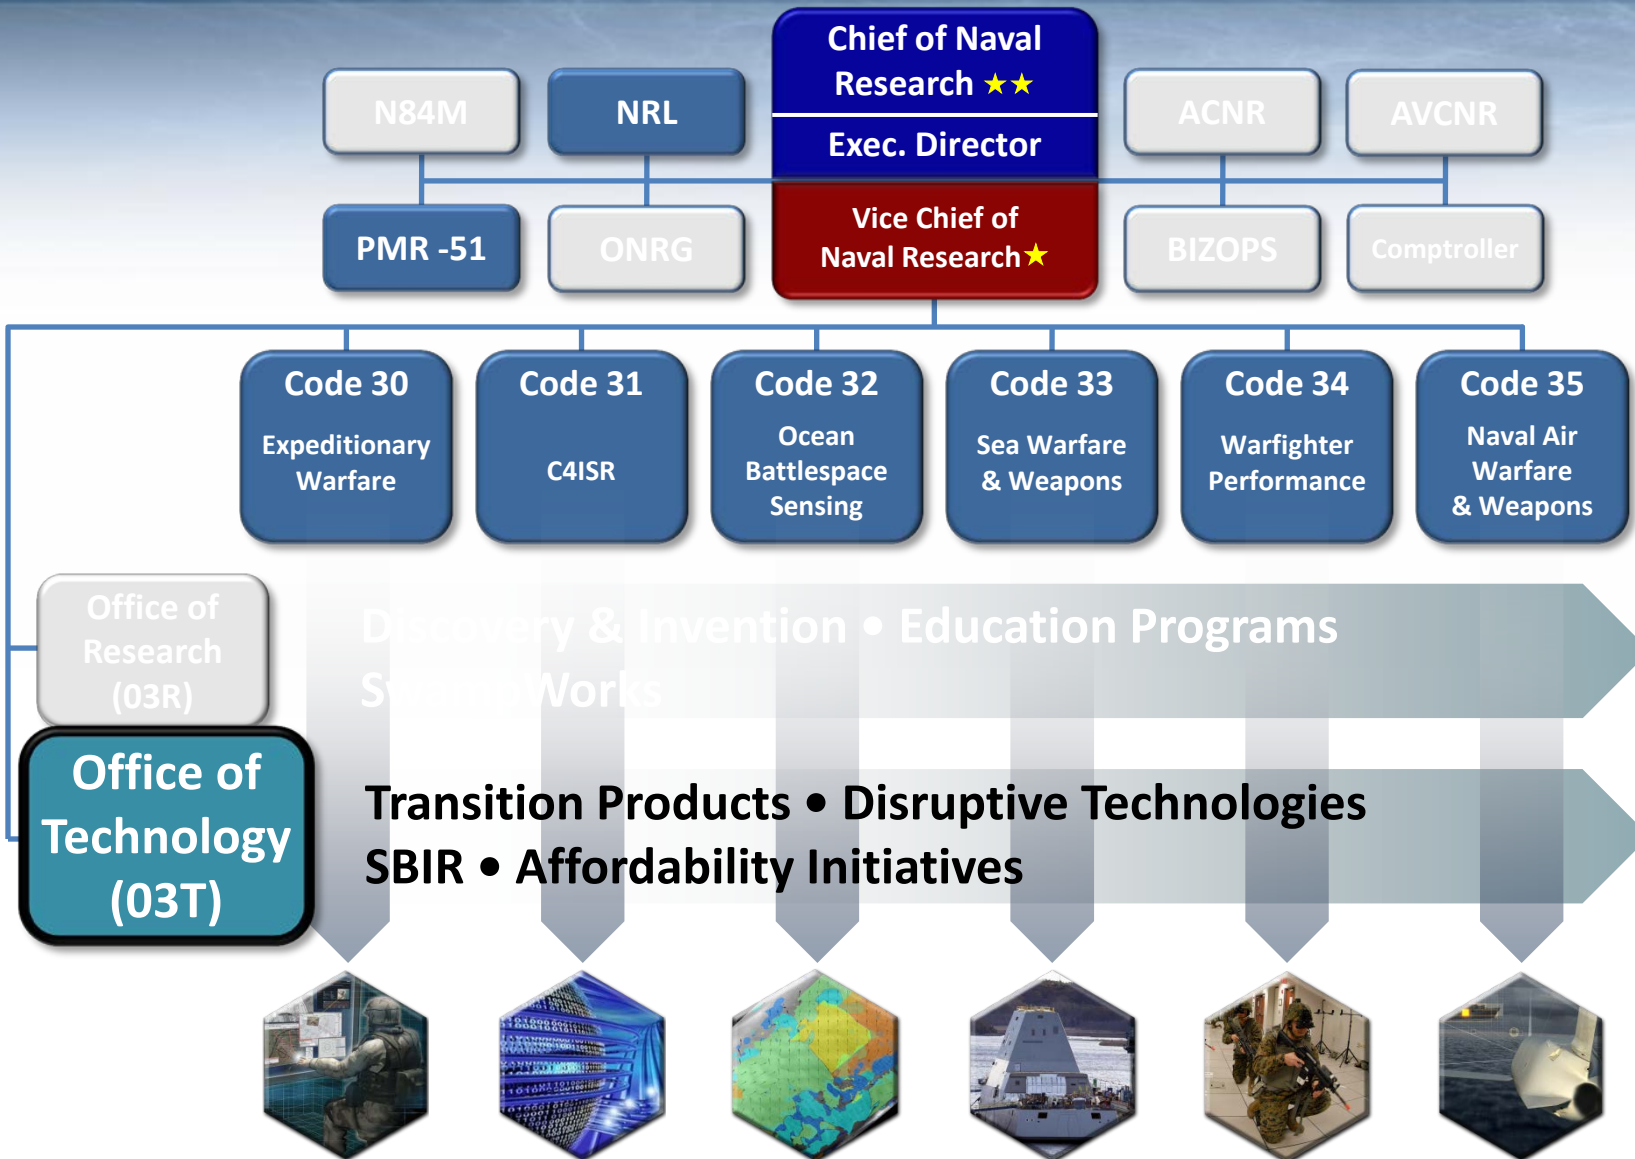 Chief of Naval
Research ★★
Exec. Director
Vice Chief of
Naval Research★
N84M
NRL
ACNR
AVCNR
PMR -51
ONRG
BIZOPS
Comptroller
Code 30
Expeditionary
Warfare
Code 31
C4ISR
Code 32
Ocean
Battlespace
Sensing
Code 33
Sea Warfare
& Weapons
Code 34
Warfighter
Performance
Code 35
Naval Air
Warfare
& Weapons
Office of
Research
(03R)
Discovery & Invention • Education Programs
SwampWorks
Office of
Technology
(03T)
Transition Products • Disruptive Technologies
SBIR • Affordability Initiatives